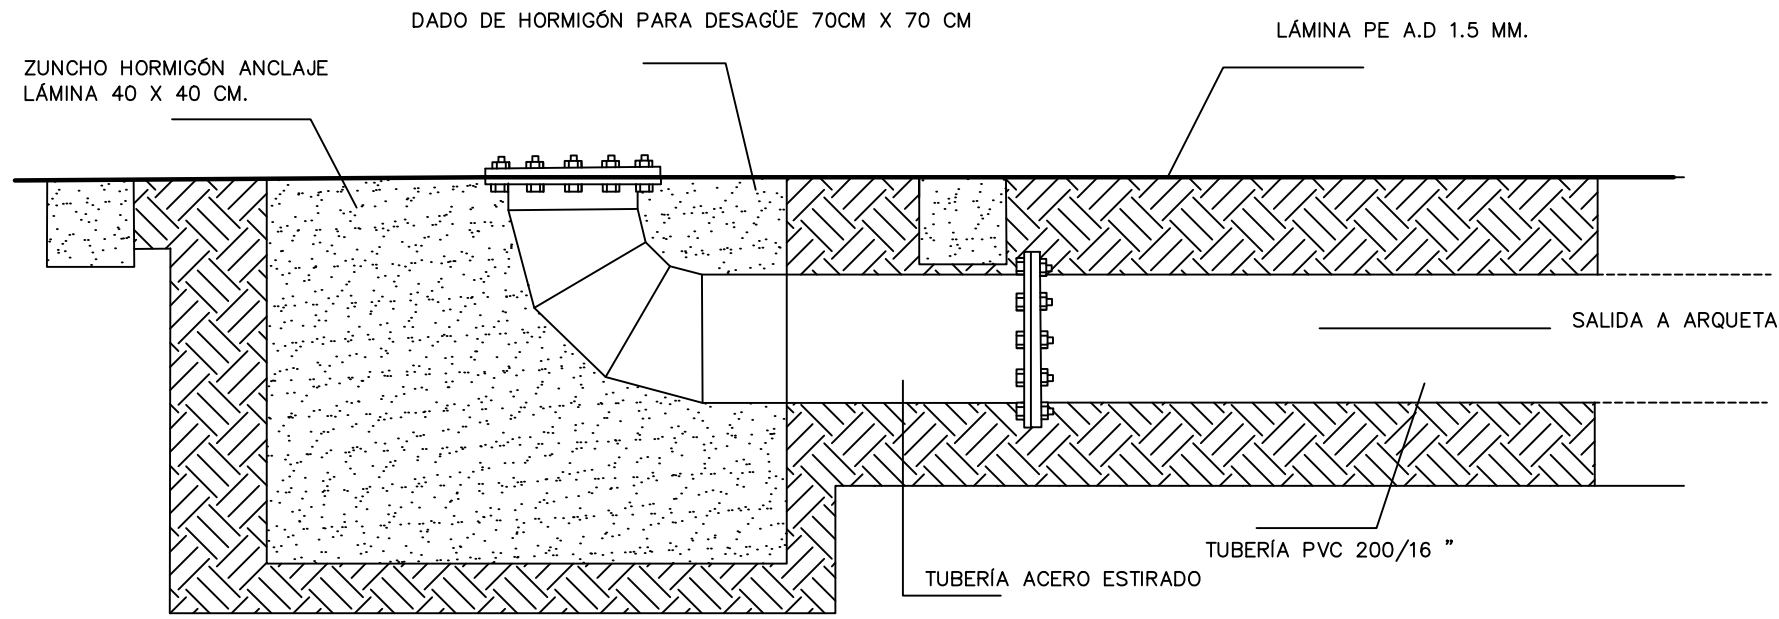 DADO DE HORMIGÓN PARA DESAGÜE 70CM X 70 CM
LÁMINA PE A.D 1.5 MM.
ZUNCHO HORMIGÓN ANCLAJE
LÁMINA 40 X 40 CM.
SALIDA A ARQUETA
TUBERÍA PVC 200/16 "
TUBERÍA ACERO ESTIRADO